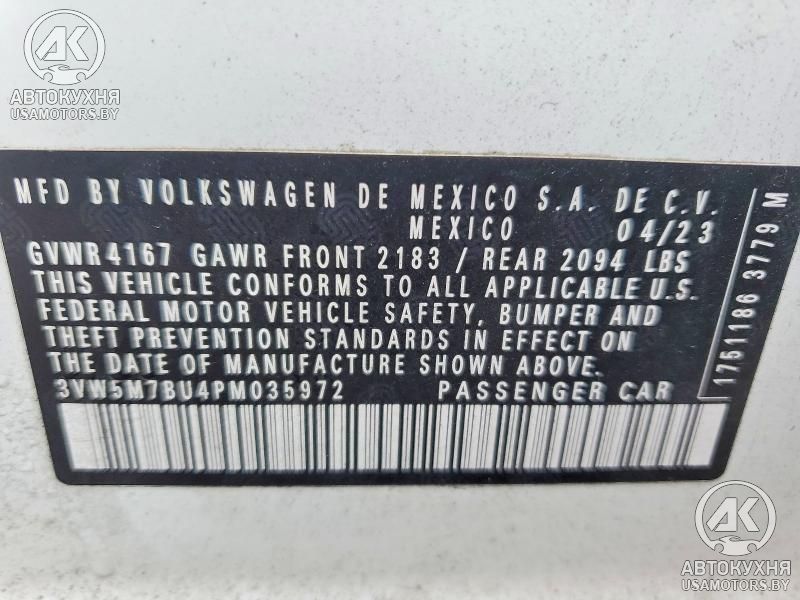 AK
АВТОКУХНЯ
USAMOTORS.BY
MFD BY VOLKSWAGEN DE MEXICO S.A. DE C.V.
MEXICO 04/23
GVWR4167 GAWR FRONT 2183 / REAR 2094 LBS
THIS VEHICLE CONFORMS TO ALL APPLICABLE U.S.
FEDERAL MOTOR VEHICLE SAFETY, BUMPER AND
THEFT PREVENTION STANDARDS IN EFFECT ON
THE DATE OF MANUFACTURE SHOWN ABOVE.
3VW5M7BU4PM035972 PASSENGER CAR
1751186 3779 M
AK
АВТОКУХНЯ
USAMOTORS.BY